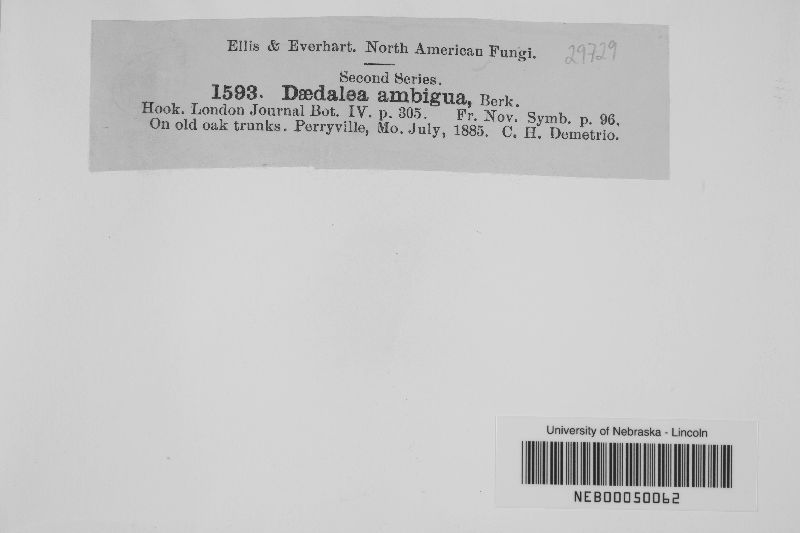 Ellis & Everhart. North American Fungi.
29729
Second Series.
1593. Dædalea ambigua, Berk.
Hook. London Journal Bot. IV. p. 305. Fr. Nov. Symb. p. 96.
On old oak trunks. Perryville, Mo. July, 1885. C. H. Demetrio.
University of Nebraska - Lincoln
NEB00050062